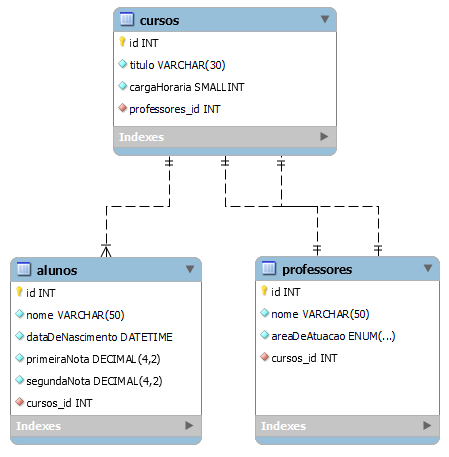 cursos
id INT
titulo VARCHAR(30)
cargaHoraria SMALLINT
professores_id INT
Indexes
alunos
id INT
nome VARCHAR(50)
dataDeNascimento DATETIME
primeiraNota DECIMAL(4,2)
segundaNota DECIMAL(4,2)
cursos_id INT
Indexes
professores
id INT
nome VARCHAR(50)
areaDeAtuacao ENUM(...)
cursos_id INT
Indexes